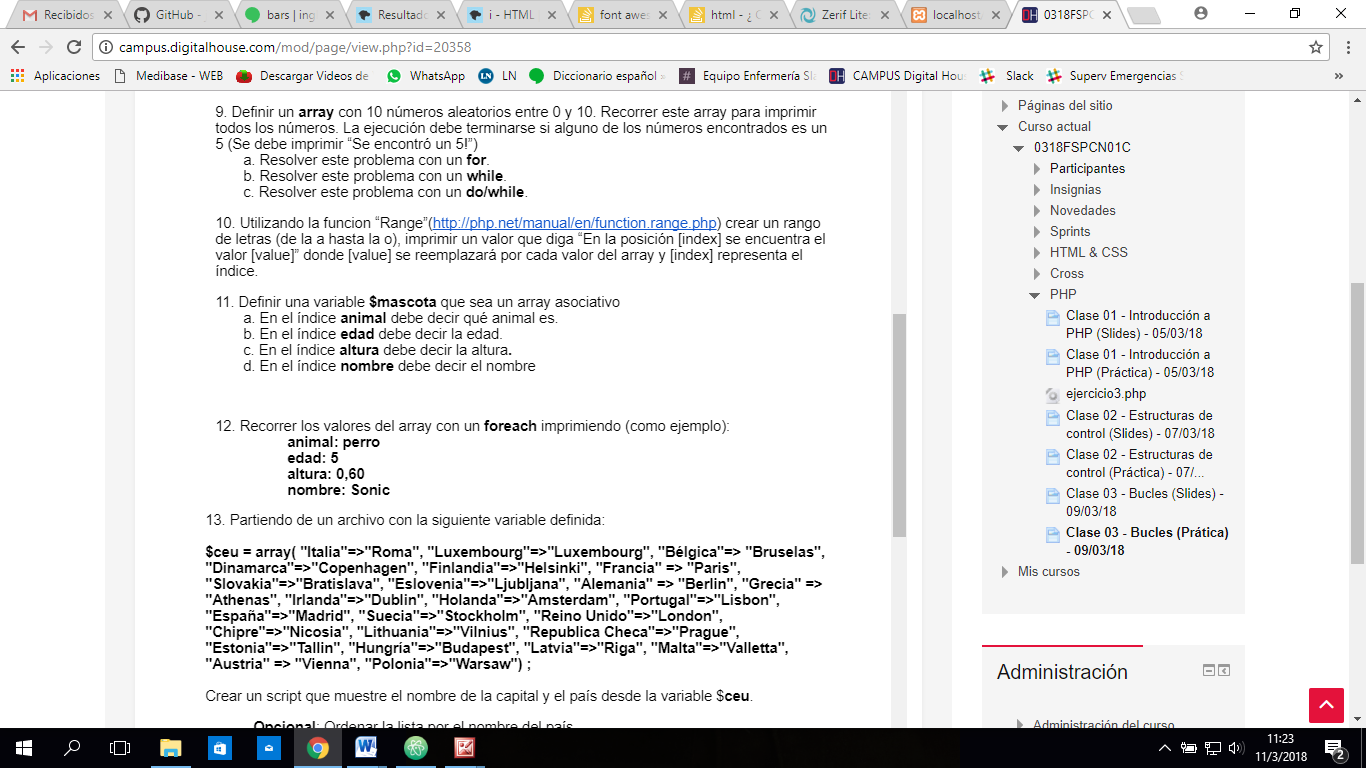 Recibidos
GitHub -
bars | ing
Resultado
i - HTML
font awes
html - ¿
Zerif Lite
localhost
0318FSP
campus.digitalhouse.com/mod/page/view.php?id=20358
Aplicaciones
Medibase - WEB
Descargar Videos de
WhatsApp
LN
Diccionario español
Equipo Enfermería
CAMPUS Digital
Slack
Superv Emergencias
»
9. Definir un array con 10 números aleatorios entre 0 y 10. Recorrer este array para imprimir
todos los números. La ejecución debe terminarse si alguno de los números encontrados es un
5 (Se debe imprimir “Se encontró un 5!”)
a. Resolver este problema con un for.
b. Resolver este problema con un while.
c. Resolver este problema con un do/while.
10. Utilizando la funcion “Range”(http://php.net/manual/en/function.range.php) crear un rango
de letras (de la a hasta la o), imprimir un valor que diga “En la posición [index] se encuentra el
valor [value]” donde [value] se reemplazará por cada valor del array y [index] representa el
índice.
11. Definir una variable $mascota que sea un array asociativo
a. En el índice animal debe decir qué animal es.
b. En el índice edad debe decir la edad.
c. En el índice altura debe decir la altura.
d. En el índice nombre debe decir el nombre
12. Recorrer los valores del array con un foreach imprimiendo (como ejemplo):
animal: perro
edad: 5
altura: 0,60
nombre: Sonic
13. Partiendo de un archivo con la siguiente variable definida:
$ceu = array( "Italia"=>"Roma", "Luxembourg"=>"Luxembourg", "Bélgica"=> "Bruselas",
"Dinamarca"=>"Copenhagen", "Finlandia"=>"Helsinki", "Francia" => "Paris",
"Slovakia"=>"Bratislava", "Eslovenia"=>"Ljubljana", "Alemania" => "Berlin", "Grecia" =>
"Athenas", "Irlanda"=>"Dublin", "Holanda"=>"Amsterdam", "Portugal"=>"Lisbon",
"España"=>"Madrid", "Suecia"=>"Stockholm", "Reino Unido"=>"London",
"Chipre"=>"Nicosia", "Lithuania"=>"Vilnius", "Republica Checa"=>"Prague",
"Estonia"=>"Tallin", "Hungría"=>"Budapest", "Latvia"=>"Riga", "Malta"=>"Valletta",
"Austria" => "Vienna", "Polonia"=>"Warsaw") ;
Crear un script que muestre el nombre de la capital y el país desde la variable $ceu.
Opcional: Ordenar la lista por el nombre del país
Páginas del sitio
Curso actual
0318FSPCN01C
Participantes
Insignias
Novedades
Sprints
HTML & CSS
Cross
PHP
Clase 01 - Introducción a
PHP (Slides) - 05/03/18
Clase 01 - Introducción a
PHP (Práctica) - 05/03/18
ejercicio3.php
Clase 02 - Estructuras de
control (Slides) - 07/03/18
Clase 02 - Estructuras de
control (Práctica) - 07/...
Clase 03 - Bucles (Slides) -
09/03/18
Clase 03 - Bucles (Prática)
- 09/03/18
Mis cursos
Administración
Administración del curso
11:23
11/3/2018
2